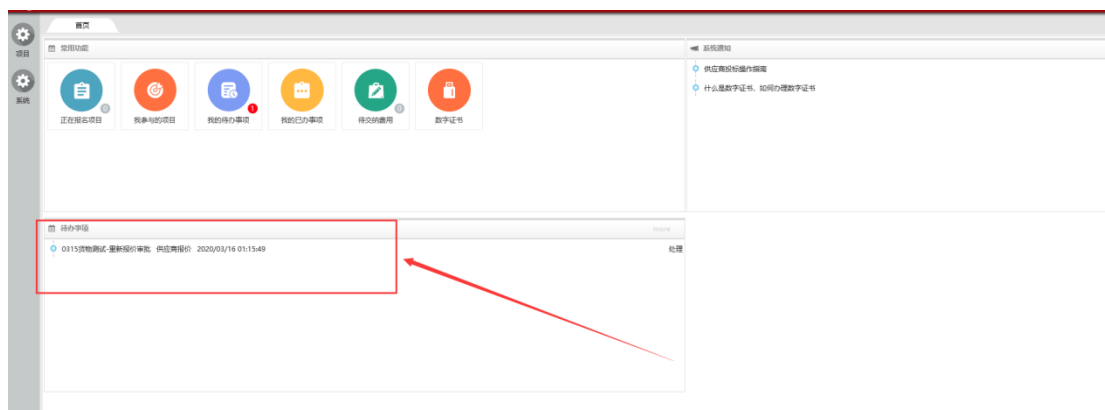 首页
项目
系统
常用功能
0
1
0
正在报名项目
我参与的项目
我的待办事项
我的已办事项
待交纳费用
数字证书
系统通知
供应商投标操作指南
什么是数字证书、如何办理数字证书
待办事项
more
0315货物测试-重新报价审批 供应商报价 2020/03/16 01:15:49
处理